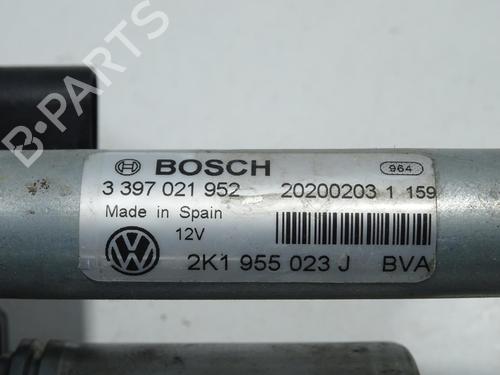 BOSCH 964
3 397 021 952 20200203 1 159
Made in Spain
12V
2K1 955 023 J BVA
B-PARTS